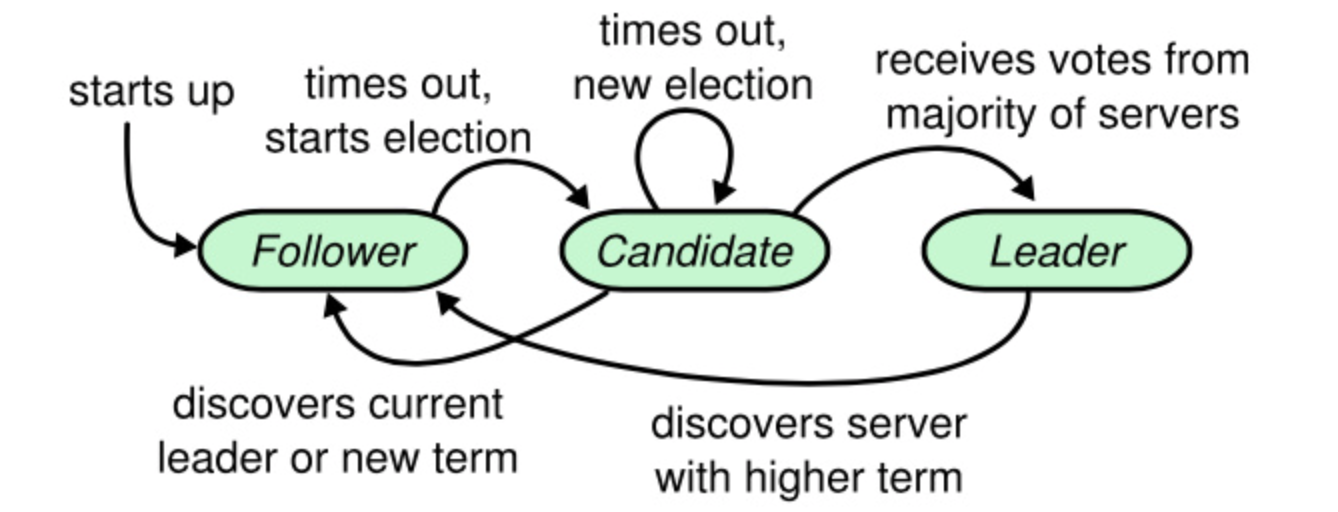 starts up
times out,
starts election
times out,
new election
receives votes from
majority of servers
Follower
Candidate
Leader
discovers current
leader or new term
discovers server
with higher term